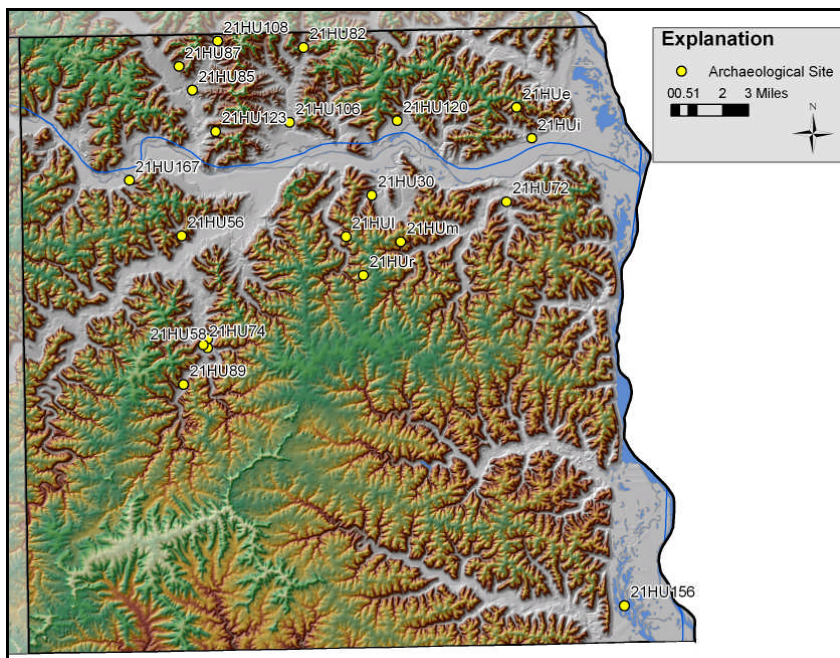 21HU108
21HU82
Explanation
21HU87
Archaeological Site
21HU85
00.51 2 3 Miles
N
21HUe
21HU106
21HU120
21HU123
21HUi
21HU167
21HU30
21HU72
21HU56
21HUl
21HUm
21HUr
21HU58
21HU74
21HU89
21HU156